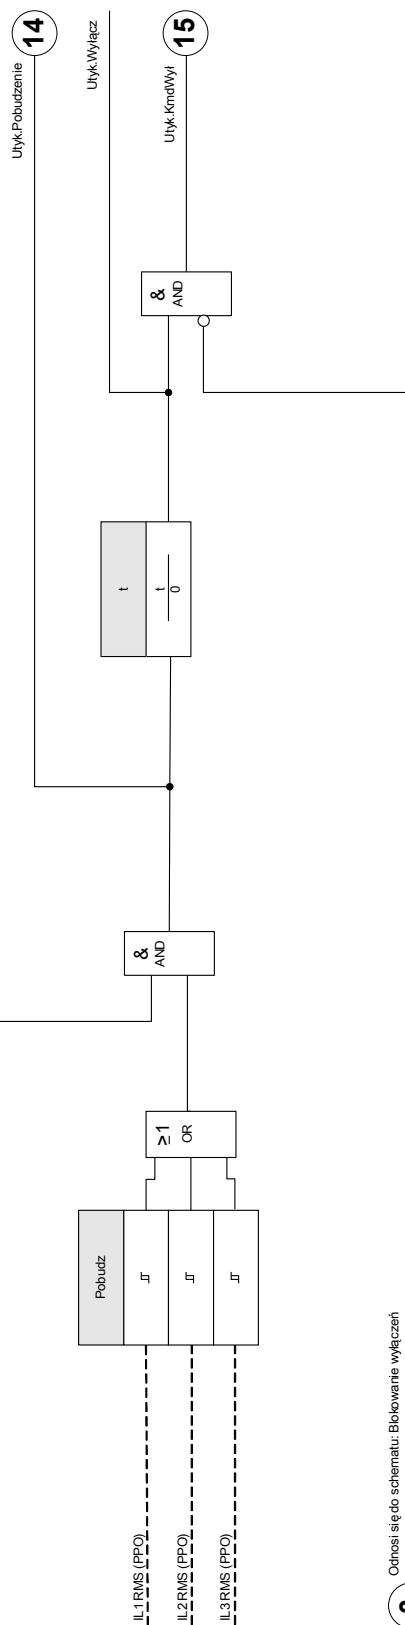 14
Utyk.Pobudzenie
Utyk.Wyłącz
15
Utyk.KmdWył
&
AND
t
t
0
&
AND
≥1
OR
Pobudz
IL1 RMS (PPO)
IL2 RMS (PPO)
IL3 RMS (PPO)
Odnosi się do schematu: Blokowanie wyłączeń